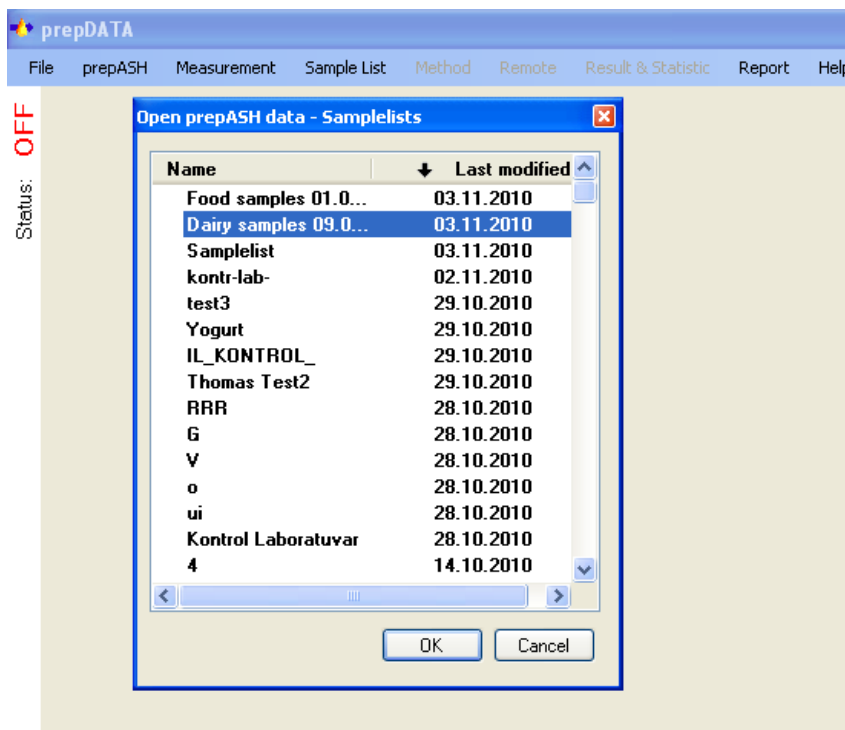 prepDATA
File prepASH Measurement Sample List Method Remote Result & Statistic Report Help
Status: OFF
Open prepASH data - Samplelists
Name Last modified
Food samples 01.0... 03.11.2010
Dairy samples 09.0... 03.11.2010
Samplelist 03.11.2010
kontr-lab- 02.11.2010
test3 29.10.2010
Yogurt 29.10.2010
IL_KONTROL_ 29.10.2010
Thomas Test2 29.10.2010
RRR 28.10.2010
G 28.10.2010
V 28.10.2010
o 28.10.2010
ui 28.10.2010
Kontrol Laboratuvar 28.10.2010
4 14.10.2010
OK Cancel